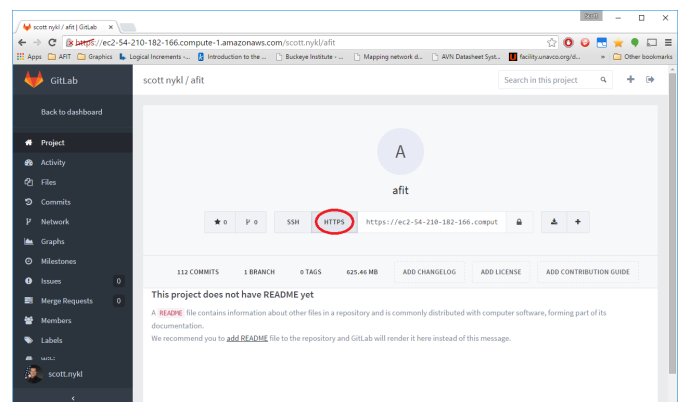 scott nykl / afit | GitLab
Scott
https://ec2-54-210-182-166.compute-1.amazonaws.com/scott.nykl/afit
Apps AFIT Graphics Logical Increments -... Introduction to the ... Buckeye Institute - ... Mapping network d... AVN Datasheet Syst... facility.unavco.org/d... » Other bookmarks
GitLab
scott nykl / afit
Search in this project
Back to dashboard
Project
Activity
Files
Commits
Network
Graphs
Milestones
Issues 0
Merge Requests 0
Members
Labels
scott.nykl
A
afit
0 0 SSH HTTPS https://ec2-54-210-182-166.comput
112 COMMITS 1 BRANCH 0 TAGS 625.46 MB ADD CHANGELOG ADD LICENSE ADD CONTRIBUTION GUIDE
This project does not have README yet
A README file contains information about other files in a repository and is commonly distributed with computer software, forming part of its
documentation.
We recommend you to add README file to the repository and GitLab will render it here instead of this message.